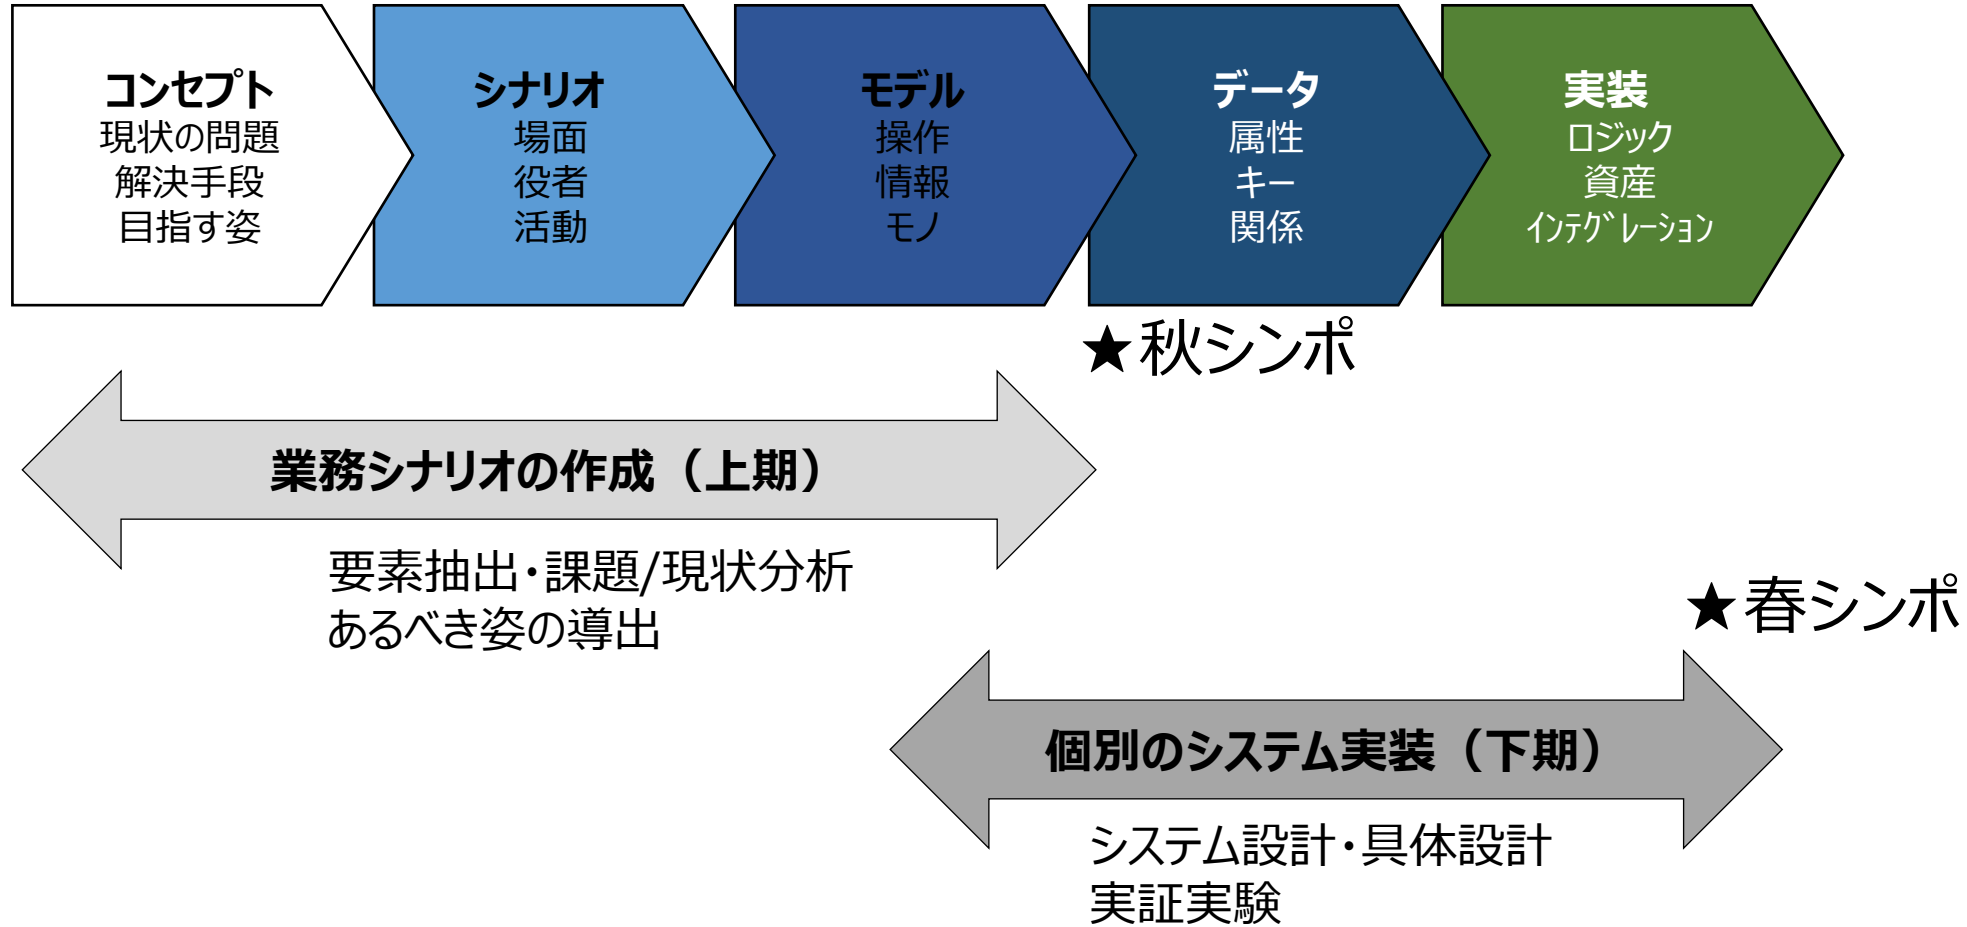 コンセプト
現状の問題
解決手段
目指す姿
シナリオ
場面
役者
活動
モデル
操作
情報
モノ
データ
属性
キー
関係
実装
ロジック
資産
インテグレーション
★秋シンポ
業務シナリオの作成（上期）
要素抽出・課題/現状分析
あるべき姿の導出
★春シンポ
個別のシステム実装（下期）
システム設計・具体設計
実証実験